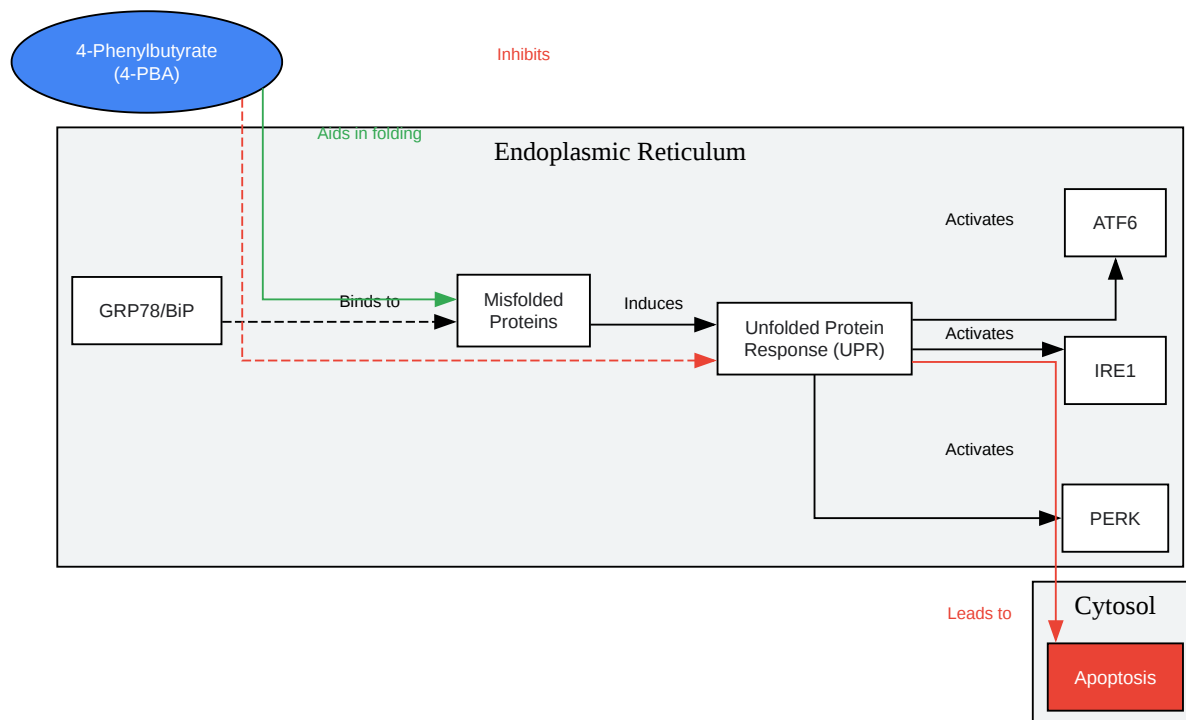 4-Phenylbutyrate
(4-PBA)
Inhibits
Aids in folding
Endoplasmic Reticulum
Activates
ATF6
GRP78/BiP
Binds to
Misfolded
Proteins
Induces
Unfolded Protein
Response (UPR)
Activates
IRE1
Activates
PERK
Leads to
Cytosol
Apoptosis